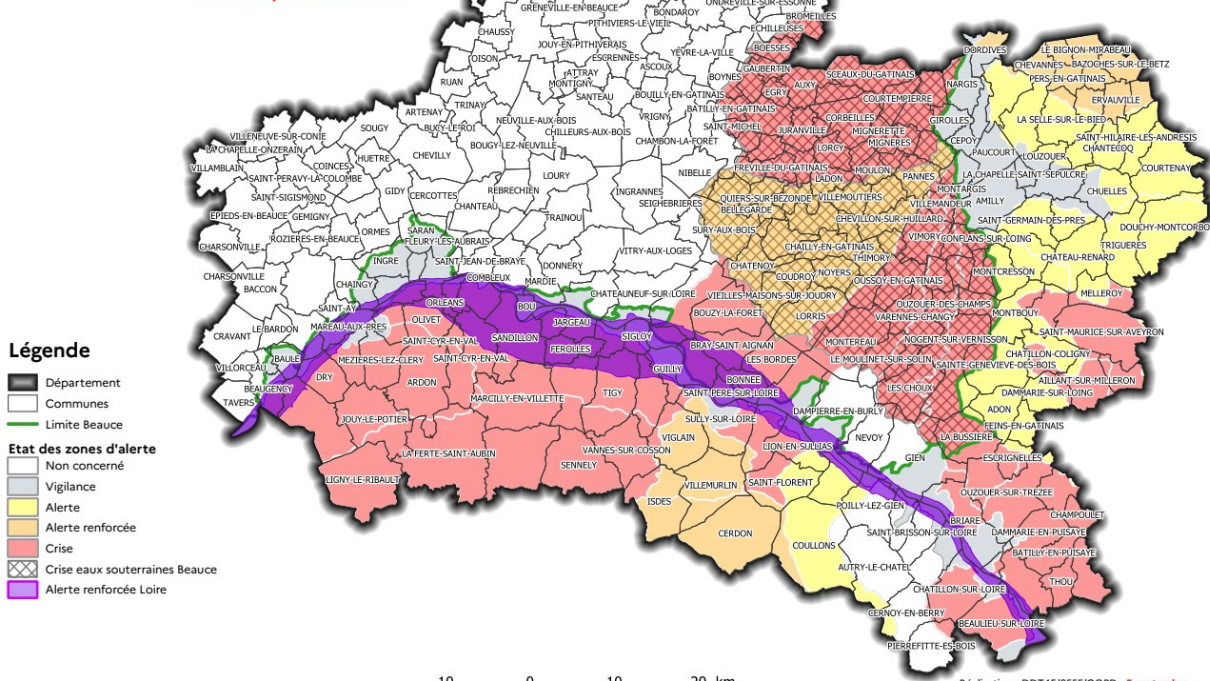 GRENEVILLE-EN-BEAUCE
BONDAROY
ONDREVILLE-SUR-ESSONNE
CHAUSSY
PITHIVIERS-LE-VIEIL
BROMEILLES
ECHILLEUSES
JOUY-EN-PITHIVERAIS
YEVRE-LA-VILLE
BOESSES
DORDIVES
LE BIGNON-MIRABEAU
OISON
ESCRENNES
ASCOUX
GAUBERTIN
CHEVANNES
BAZOCHES-SUR-LE-BETZ
RUAN
ATTRAY
BOYNES
SCEAUX-DU-GATINAIS
PERS-EN-GATINAIS
MONTIGNY
EGRY
AUXY
NARGIS
SANTEAU
BOUILLY-EN-GATINAIS
COURTEMPIERRE
ERVAUVILLE
ARTENAY
TRINAY
BATILLY-EN-GATINAIS
NEUVILLE-AUX-BOIS
VRIGNY
CORBEILLES
GIROLLES
LA SELLE-SUR-LE-BIED
SOUGY
BUCY-LE-ROI
SAINT-MICHEL
JURANVILLE
MIGNERETTE
VILLENEUVE-SUR-CONIE
CHILLEURS-AUX-BOIS
CHAMBON-LA-FORET
MIGNERES
CEPOY
SAINT-HILAIRE-LES-ANDRESIS
BOUGY-LEZ-NEUVILLE
LORCY
PAUCOURT
LOUZOUER
CHANTECOQ
LA CHAPELLE-ONZERAIN
HUETRE
CHEVILLY
VILLAMBLAIN
COINCES
NIBELLE
FREVILLE-DU-GATINAIS
MOULON
COURTENAY
SAINT-PERAVY-LA-COLOMBE
LOURY
LADON
PANNES
LA CHAPELLE-SAINT-SEPULCRE
GIDY
CERCOTTES
REBRECHIEN
INGRANNES
MONTARGIS
CHUELLES
SAINT-SIGISMOND
QUIERS-SUR-BEZONDE
VILLEMOUTIERS
AMILLY
CHANTEAU
SEICHEBRIERES
BELLEGARDE
VILLEMANDEUR
EPIEDS-EN-BEAUCE
GEMIGNY
TRAINOU
CHEVILLON-SUR-HUILLARD
SAINT-GERMAIN-DES-PRES
DOUCHY-MONTCORBO
ORMES
SARAN
SURY-AUX-BOIS
ROZIERES-EN-BEAUCE
FLEURY-LES-AUBRAIS
VIMORY
CONFLANS-SUR-LOING
TRIGUERES
CHARSONVILLE
CHAILLY-EN-GATINAIS
VITRY-AUX-LOGES
CHATEAU-RENARD
INGRE
SAINT-JEAN-DE-BRAYE
DONNERY
CHATENOY
THIMORY
CHARSONVILLE
COMBLEUX
COUDROY
NOYERS
MONTCRESSON
CHAINGY
MARDIE
OUSSOY-EN-GATINAIS
BACCON
CHATEAUNEUF-SUR-LOIRE
VIEILLES-MAISONS-SUR-JOUDRY
MELLEROY
ORLEANS
BOU
OUZOUER-DES-CHAMPS
SAINT-AY
BOUZY-LA-FORET
LORRIS
VARENNES-CHANGY
MONTBOUY
OLIVET
JARGEAU
MAREAU-AUX-PRES
LE BARDON
SAINT-MAURICE-SUR-AVEYRON
CRAVANT
SANDILLON
SIGLOY
SAINT-CYR-EN-VAL
BRAY-SAINT AIGNAN
MONTEREAU
NOGENT-SUR-VERNISSON
FEROLLES
CHATILLON-COLIGNY
BAULE
MEZIERES-LEZ-CLERY
SAINT-CYR-EN-VAL
LES BORDES
LE MOULINET-SUR-SOLIN
SAINTE-GENEVIEVE-DES-BOIS
VILLORCEAU
GUILLY
DRY
ARDON
BONNEE
AILLANT-SUR-MILLERON
BEAUGENCY
LES CHOUX
DAMMARIE-SUR-LOING
TAVERS
MARCILLY-EN-VILLETTE
TIGY
SAINT-PERE-SUR-LOIRE
DAMPIERRE-EN-BURLY
ADON
JOUY-LE-POTIER
SULLY-SUR-LOIRE
FEINS-EN-GATINAIS
VIGLAIN
NEVOY
LA BUSSIERE
LION-EN-SULLIAS
LA FERTE-SAINT-AUBIN
VANNES-SUR-COSSON
GIEN
ESCRIGNELLES
SENNELY
LIGNY-LE-RIBAULT
VILLEMURLIN
SAINT-FLORENT
OUZOUER-SUR-TREZEE
ISDES
POILLY-LEZ-GIEN
CHAMPOULET
BRIARE
CERDON
SAINT-BRISSON-SUR-LOIRE
DAMMARIE-EN-PUISAYE
COULLONS
BATILLY-EN-PUISAYE
AUTRY-LE-CHATEL
THOU
CHATILLON-SUR-LOIRE
CERNOY-EN-BERRY
BEAULIEU-SUR-LOIRE
PIERREFITTE-ES-BOIS
Légende
Département
Communes
Limite Beauce
Etat des zones d'alerte
Non concerné
Vigilance
Alerte
Alerte renforcée
Crise
Crise eaux souterraines Beauce
Alerte renforcée Loire
10 0 10 20 km